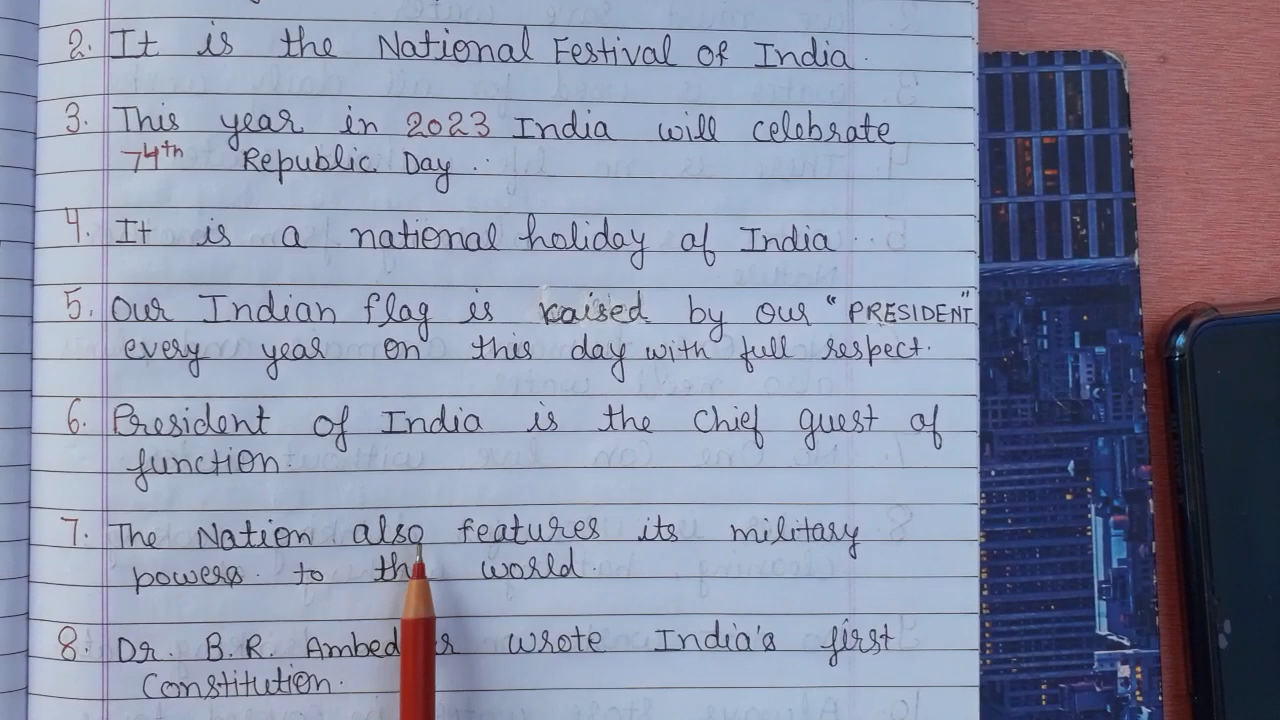 2. It is the National Festival of India.
3. This year in 2023 India will celebrate
74th Republic Day.
4. It is a national holiday of India
5. Our Indian flag is raised by our "PRESIDENT"
every year on this day with full respect.
6. President of India is the Chief guest of
function.
7. The Nation also features its military
powers. to the world.
8. Dr. B.R. wrote India's first
Constitution.